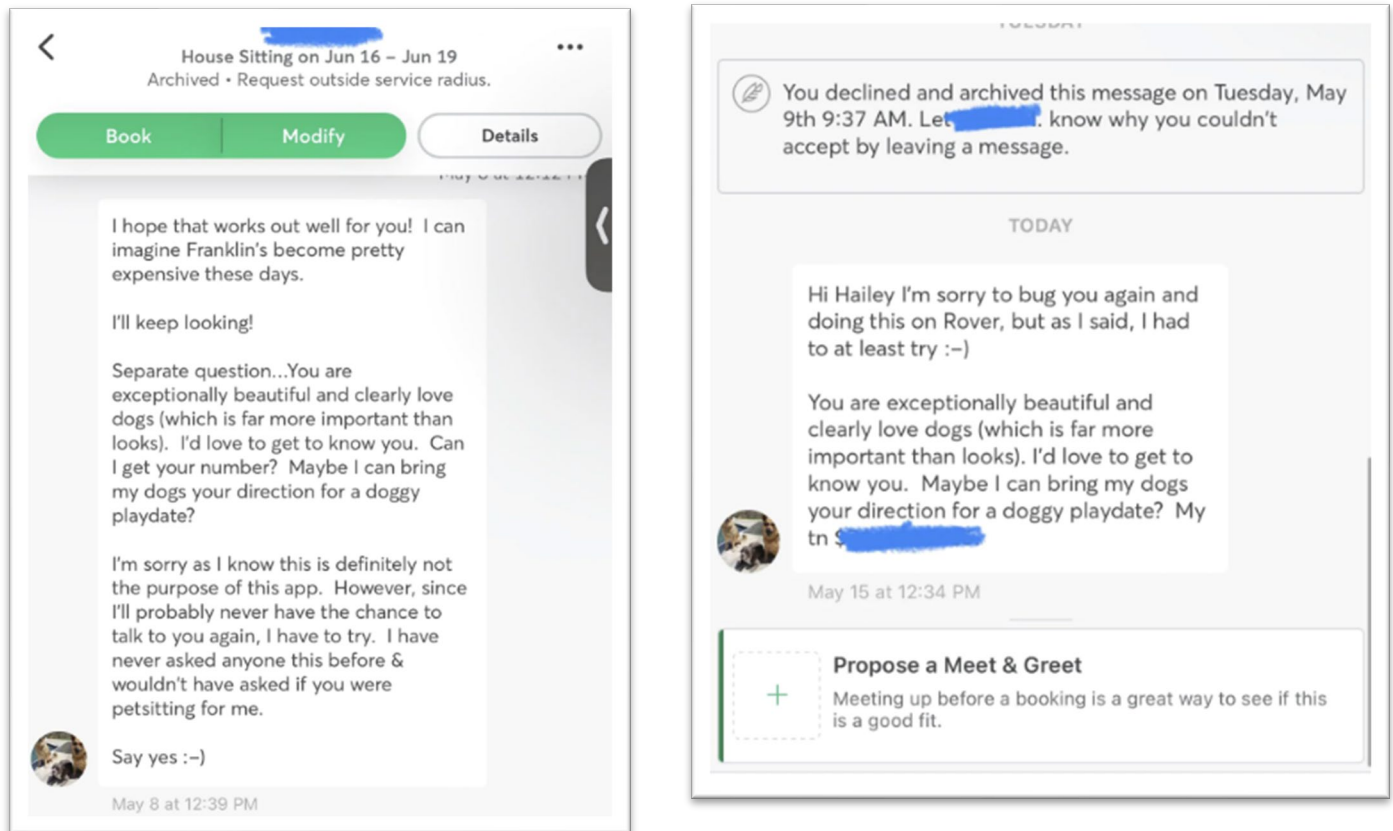 House Sitting on Jun 16 – Jun 19
Archived • Request outside service radius.
Book
Modify
Details
I hope that works out well for you!  I can
imagine Franklin's become pretty
expensive these days.
I'll keep looking!
Separate question...You are
exceptionally beautiful and clearly love
dogs (which is far more important than
looks).  I'd love to get to know you.  Can
I get your number?  Maybe I can bring
my dogs your direction for a doggy
playdate?
I'm sorry as I know this is definitely not
the purpose of this app.  However, since
I'll probably never have the chance to
talk to you again, I have to try.  I have
never asked anyone this before &
wouldn't have asked if you were
petsitting for me.
Say yes :-)
May 8 at 12:39 PM
TUESDAY
You declined and archived this message on Tuesday, May
9th 9:37 AM. Let know why you couldn't
accept by leaving a message.
TODAY
Hi Hailey I'm sorry to bug you again and
doing this on Rover, but as I said, I had
to at least try :-)
You are exceptionally beautiful and
clearly love dogs (which is far more
important than looks). I'd love to get to
know you.  Maybe I can bring my dogs
your direction for a doggy playdate?  My
tn
May 15 at 12:34 PM
Propose a Meet & Greet
Meeting up before a booking is a great way to see if this
is a good fit.